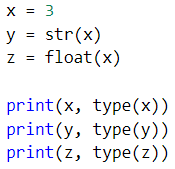 x = 3
y = str(x)
z = float(x)

print(x, type(x))
print(y, type(y))
print(z, type(z))